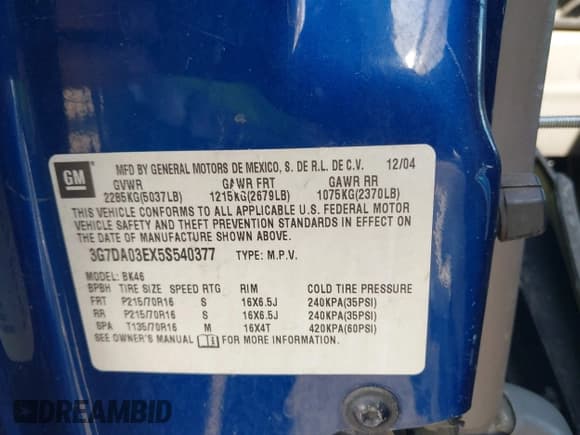 GM
MFD BY GENERAL MOTORS DE MEXICO, S. DE R.L. DE C.V. 12/04
GVWR GAWR FRT GAWR RR
2285KG(5037LB) 1215KG(2679LB) 1075KG(2370LB)
THIS VEHICLE CONFORMS TO ALL APPLICABLE U.S. FEDERAL MOTOR
VEHICLE SAFETY AND THEFT PREVENTION STANDARDS IN EFFECT ON
THE DATE OF MANUFACTURE SHOWN ABOVE.
3G7DA03EX5S540377 TYPE: M.P.V.
MODEL: BK46
BPBH TIRE SIZE SPEED RTG RIM COLD TIRE PRESSURE
FRT P215/70R16 S 16X6.5J 240KPA(35PSI)
RR P215/70R16 S 16X6.5J 240KPA(35PSI)
SPA T135/70R16 M 16X4T 420KPA(60PSI)
SEE OWNER'S MANUAL FOR MORE INFORMATION.
DREAMBID